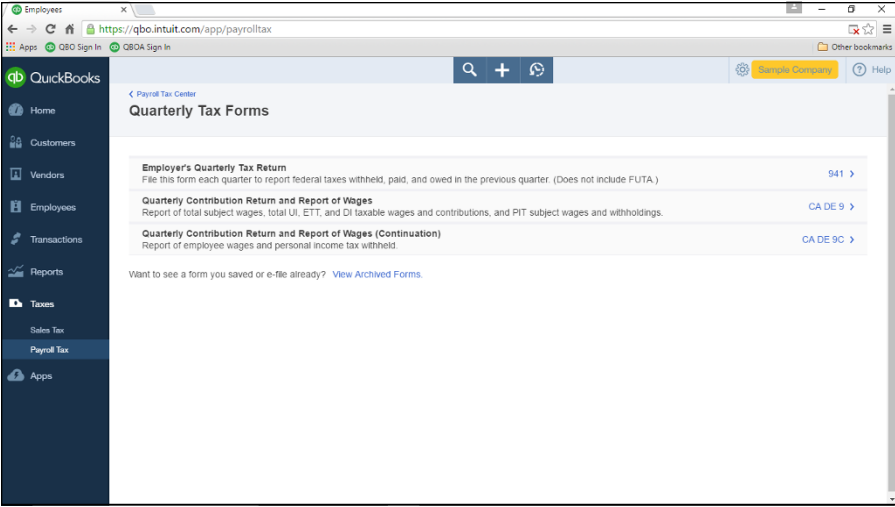 Employees
https://qbo.intuit.com/app/payrolltax
Apps QBO Sign In QBOA Sign In Other bookmarks
qb QuickBooks
Sample Company Help
Home
Customers
Vendors
Employees
Transactions
Reports
Taxes
Sales Tax
Payroll Tax
Apps
Payroll Tax Center
Quarterly Tax Forms
Employer's Quarterly Tax Return
File this form each quarter to report federal taxes withheld, paid, and owed in the previous quarter. (Does not include FUTA.)
941
Quarterly Contribution Return and Report of Wages
Report of total subject wages, total UI, ETT, and DI taxable wages and contributions, and PIT subject wages and withholdings.
CA DE 9
Quarterly Contribution Return and Report of Wages (Continuation)
Report of employee wages and personal income tax withheld.
CA DE 9C
Want to see a form you saved or e-file already? View Archived Forms.